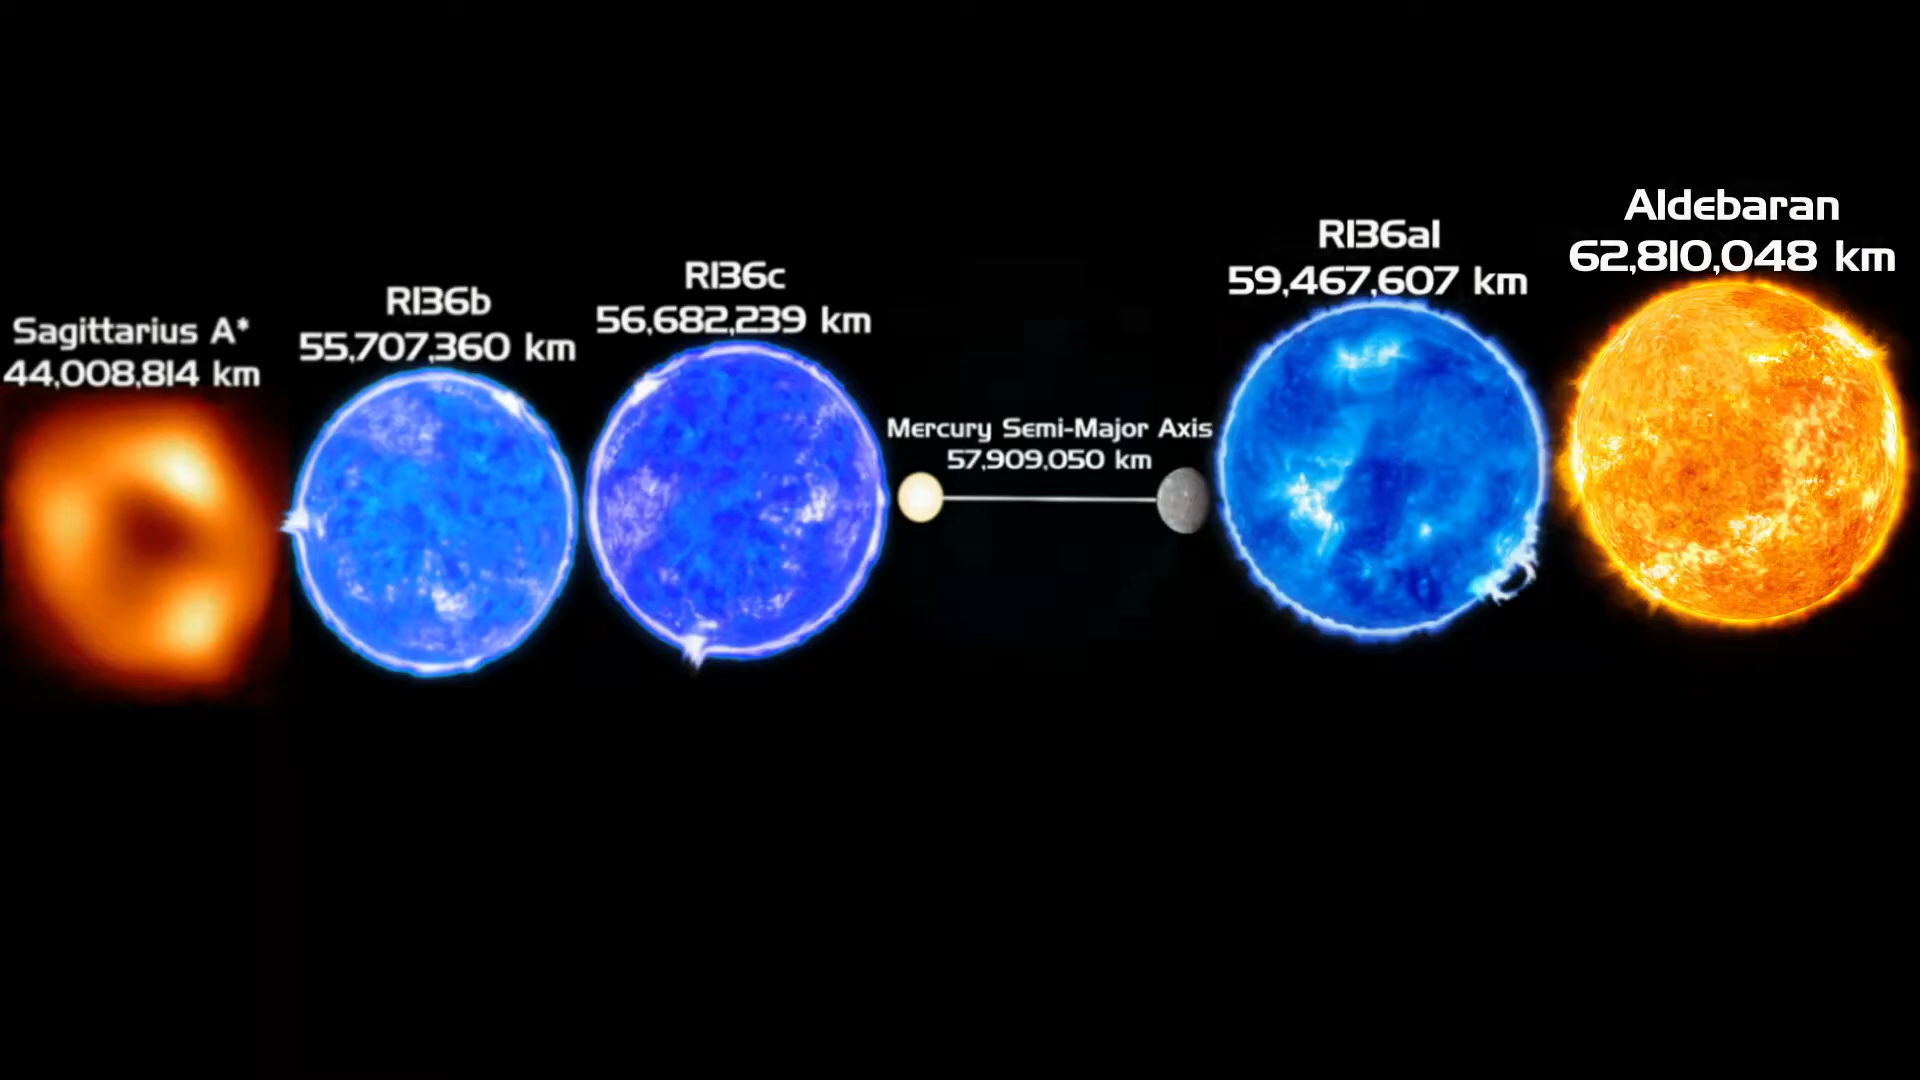 Sagittarius A*
44,008,814 km
R136b
55,707,360 km
R136c
56,682,239 km
Mercury Semi-Major Axis
57,909,050 km
R136a1
59,467,607 km
Aldebaran
62,810,048 km